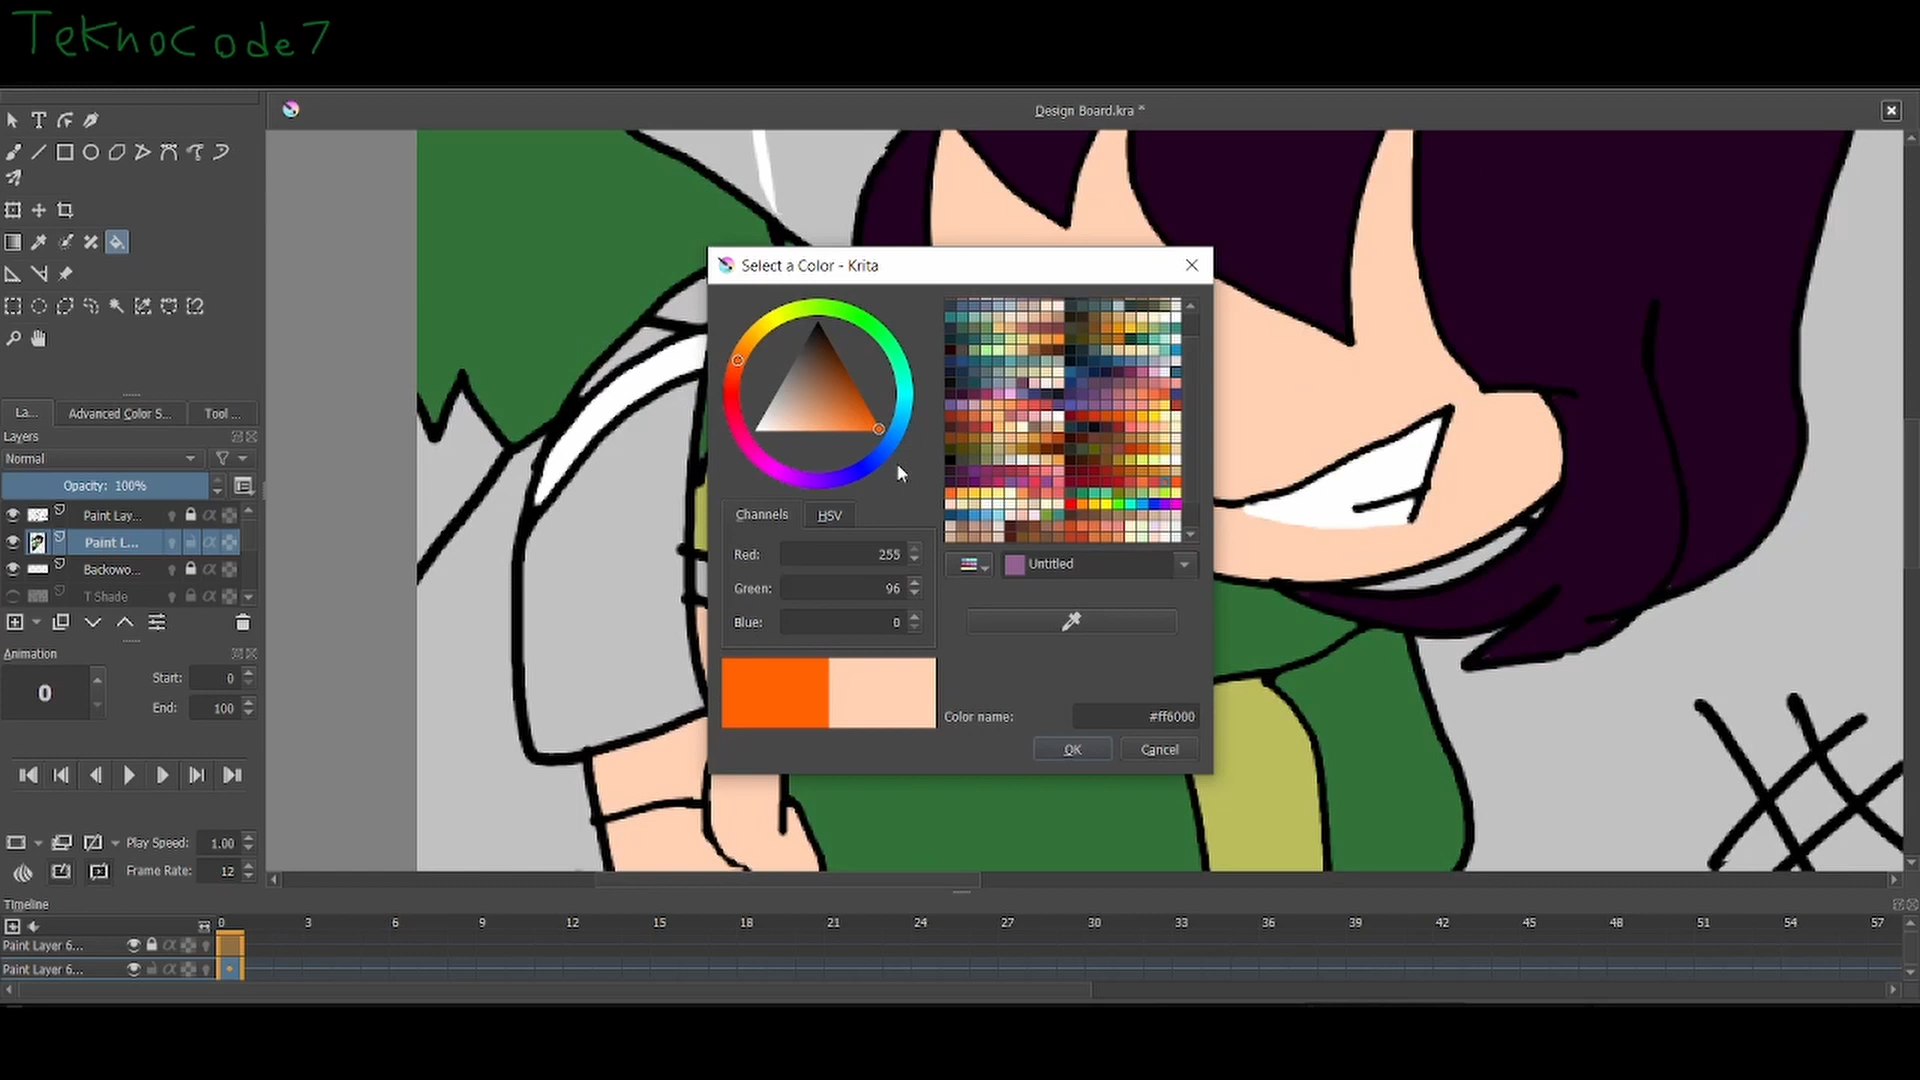 TeKnoCode7
Design Board.kra *
Select a Color - Krita
La...
Advanced Color S...
Tool ...
Layers
Normal
Opacity: 100%
Paint Lay...
Paint L...
Backowo...
T Shade
Animation
0
Start: 0
End: 100
Play Speed: 1.00
Frame Rate: 12
Channels
HSV
Red: 255
Green: 96
Blue: 0
Untitled
Color name: #ff6000
OK
Cancel
Timeline
0 3 6 9 12 15 18 21 24 27 30 33 36 39 42 45 48 51 54 57
Paint Layer 6...
Paint Layer 6...